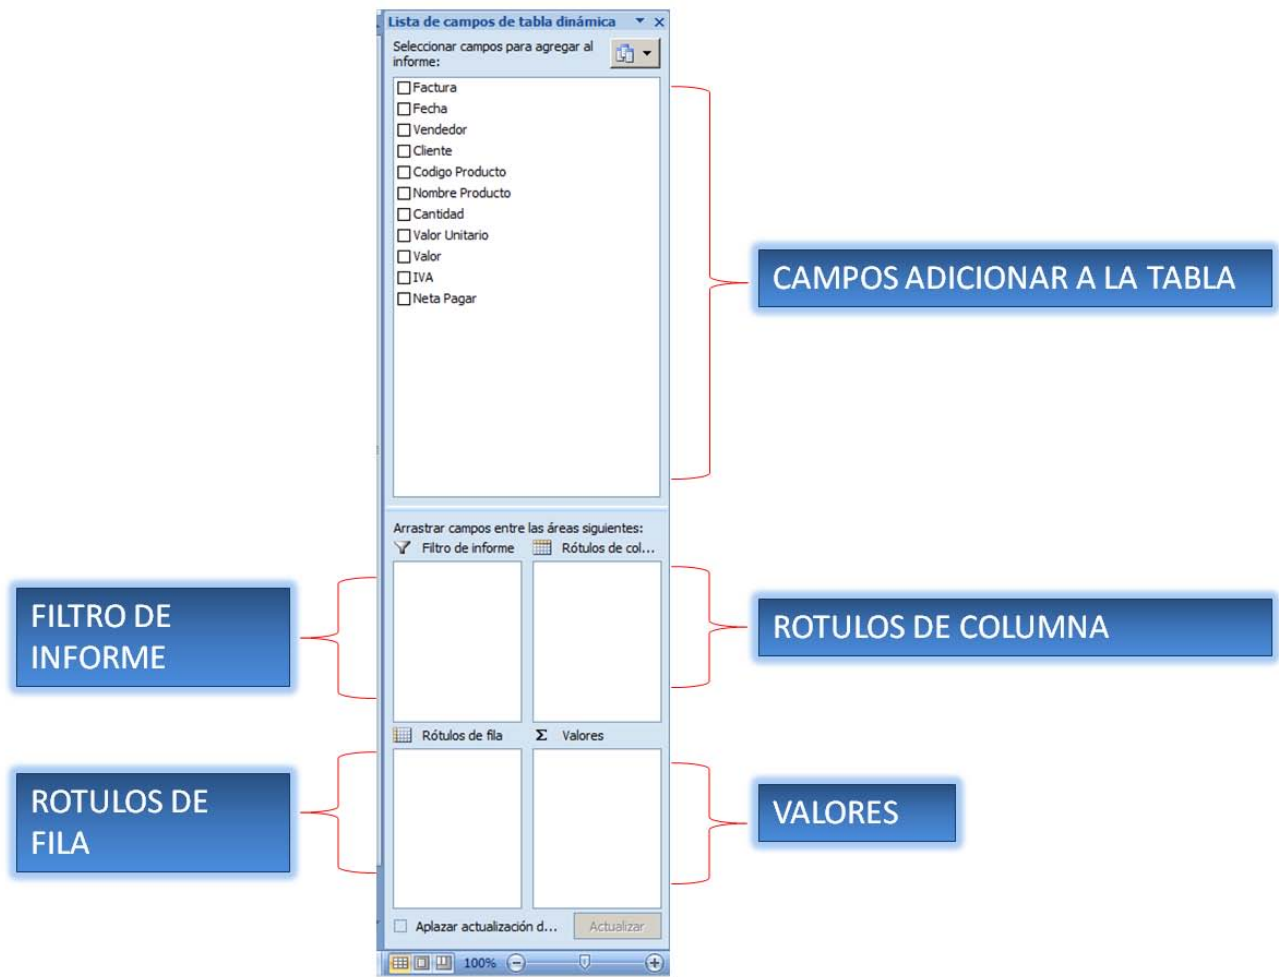 Lista de campos de tabla dinámica
Seleccionar campos para agregar al
informe:
Factura
Fecha
Vendedor
Cliente
Codigo Producto
Nombre Producto
Cantidad
Valor Unitario
Valor
IVA
Neta Pagar
CAMPOS ADICIONAR A LA TABLA
Arrastrar campos entre las áreas siguientes:
Filtro de informe
Rótulos de col...
FILTRO DE
INFORME
ROTULOS DE COLUMNA
Rótulos de fila
Σ Valores
ROTULOS DE
FILA
VALORES
Aplazar actualización d...
Actualizar
100%